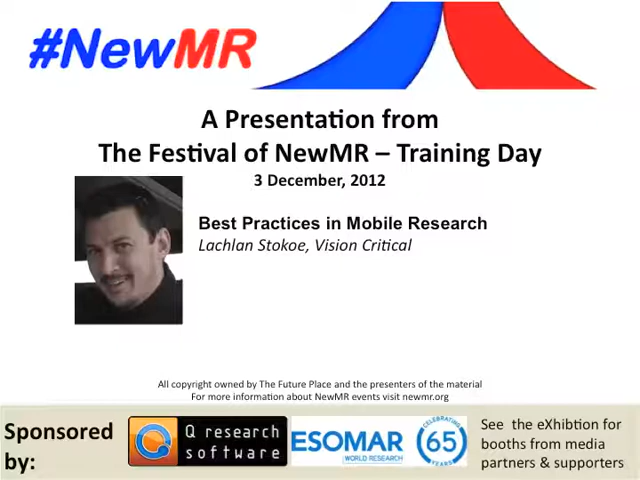 #NewMR
A Presentation from
The Festival of NewMR – Training Day
3 December, 2012
Best Practices in Mobile Research
Lachlan Stokoe, Vision Critical
All copyright owned by The Future Place and the presenters of the material
For more information about NewMR events visit newmr.org
Sponsored
by:
Q research
software
ESOMAR
WORLD RESEARCH
CELEBRATING
65
YEARS
See the eXhibtion for
booths from media
partners & supporters